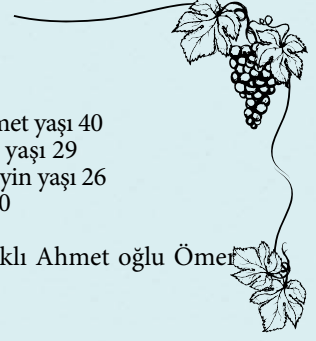 met yaşı 40
yaşı 29
yin yaşı 26
0
klı Ahmet oğlu Ömer